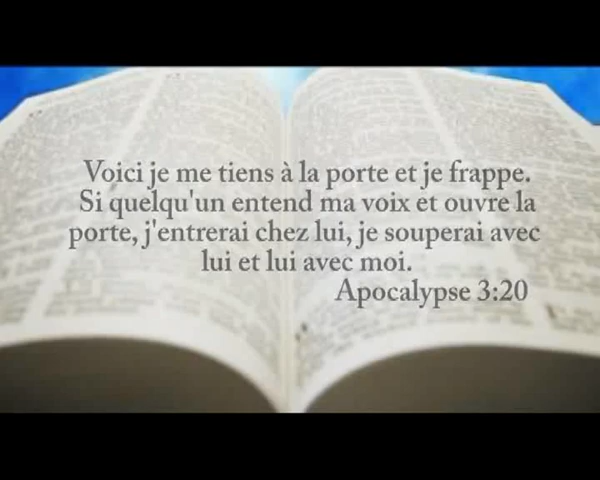 Voici je me tiens à la porte et je frappe.
Si quelqu'un entend ma voix et ouvre la
porte, j'entrerai chez lui, je souperai avec
lui et lui avec moi.
Apocalypse 3:20